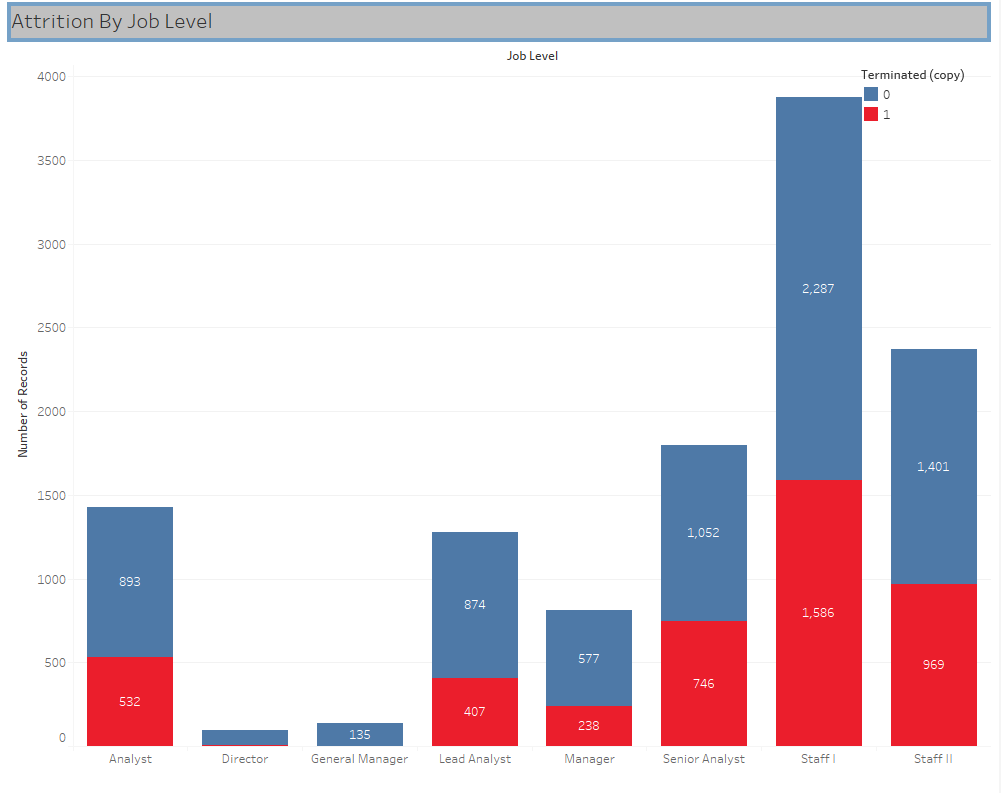 Attrition By Job Level
Job Level
Terminated (copy)
0
1
Number of Records
4000
3500
3000
2500
2000
1500
1000
500
0
893
532
135
874
407
577
238
1,052
746
2,287
1,586
1,401
969
Analyst
Director
General Manager
Lead Analyst
Manager
Senior Analyst
Staff I
Staff II